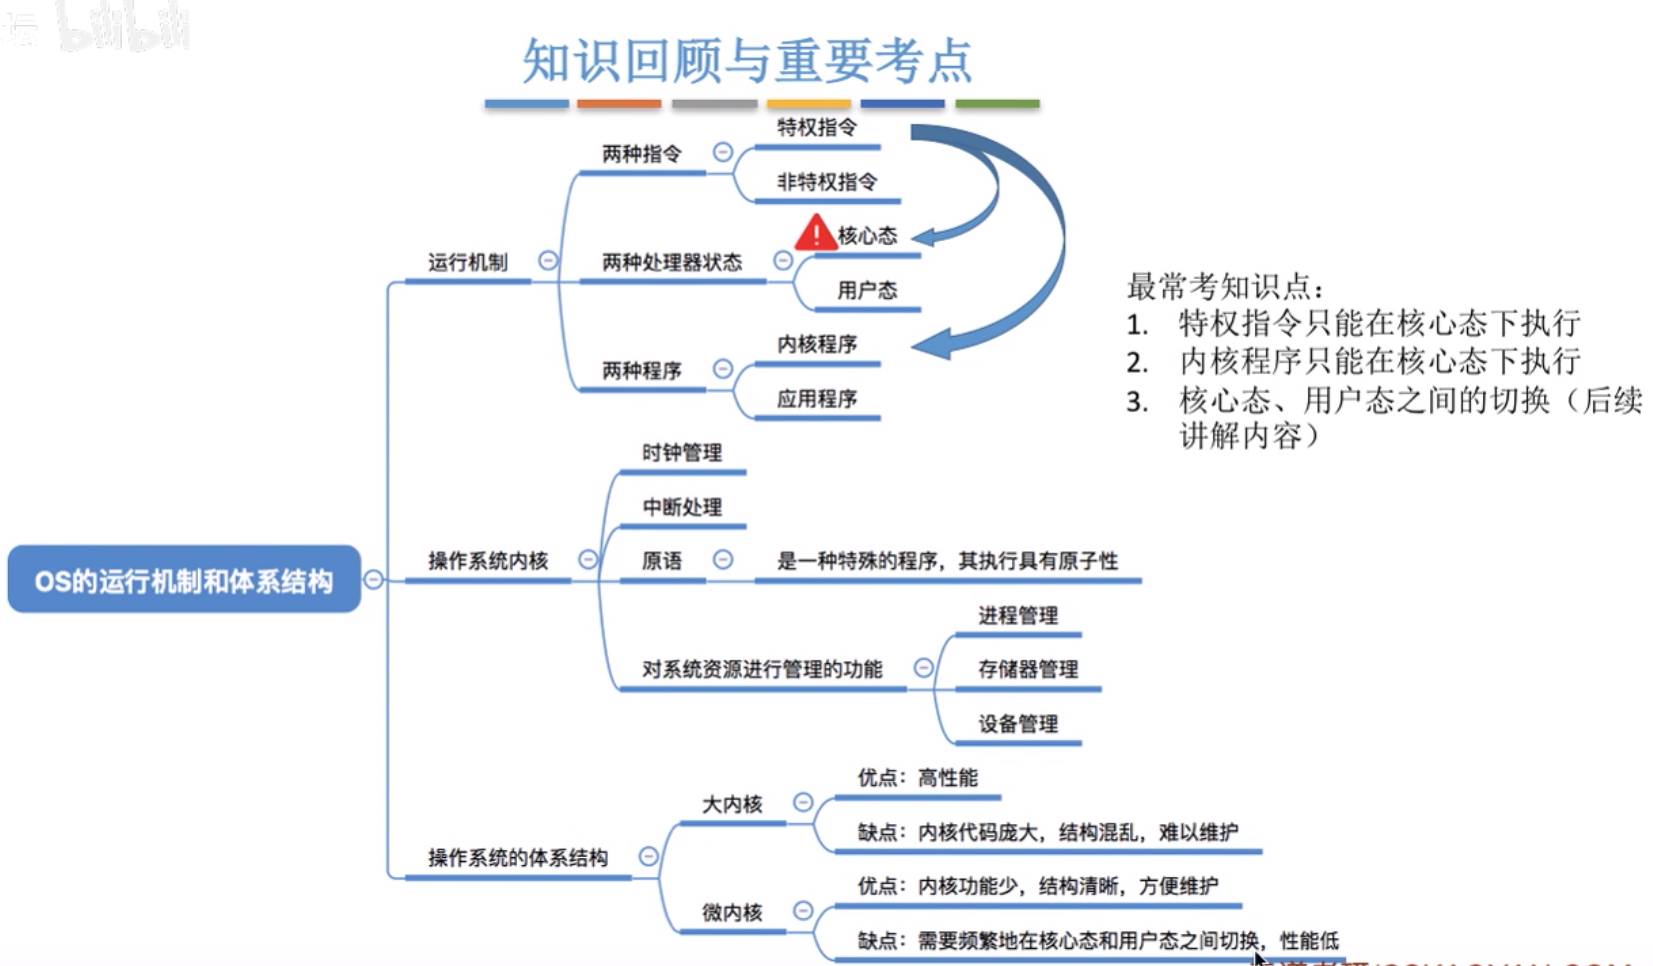 坛 bilibili
知识回顾与重要考点
特权指令
两种指令
非特权指令
核心态
运行机制
两种处理器状态
用户态
内核程序
两种程序
应用程序
最常考知识点：
1. 特权指令只能在核心态下执行
2. 内核程序只能在核心态下执行
3. 核心态、用户态之间的切换（后续
讲解内容）
时钟管理
中断处理
操作系统内核
原语
是一种特殊的程序，其执行具有原子性
OS的运行机制和体系结构
进程管理
对系统资源进行管理的功能
存储器管理
设备管理
优点：高性能
大内核
缺点：内核代码庞大，结构混乱，难以维护
操作系统的体系结构
优点：内核功能少，结构清晰，方便维护
微内核
缺点：需要频繁地在核心态和用户态之间切换，性能低